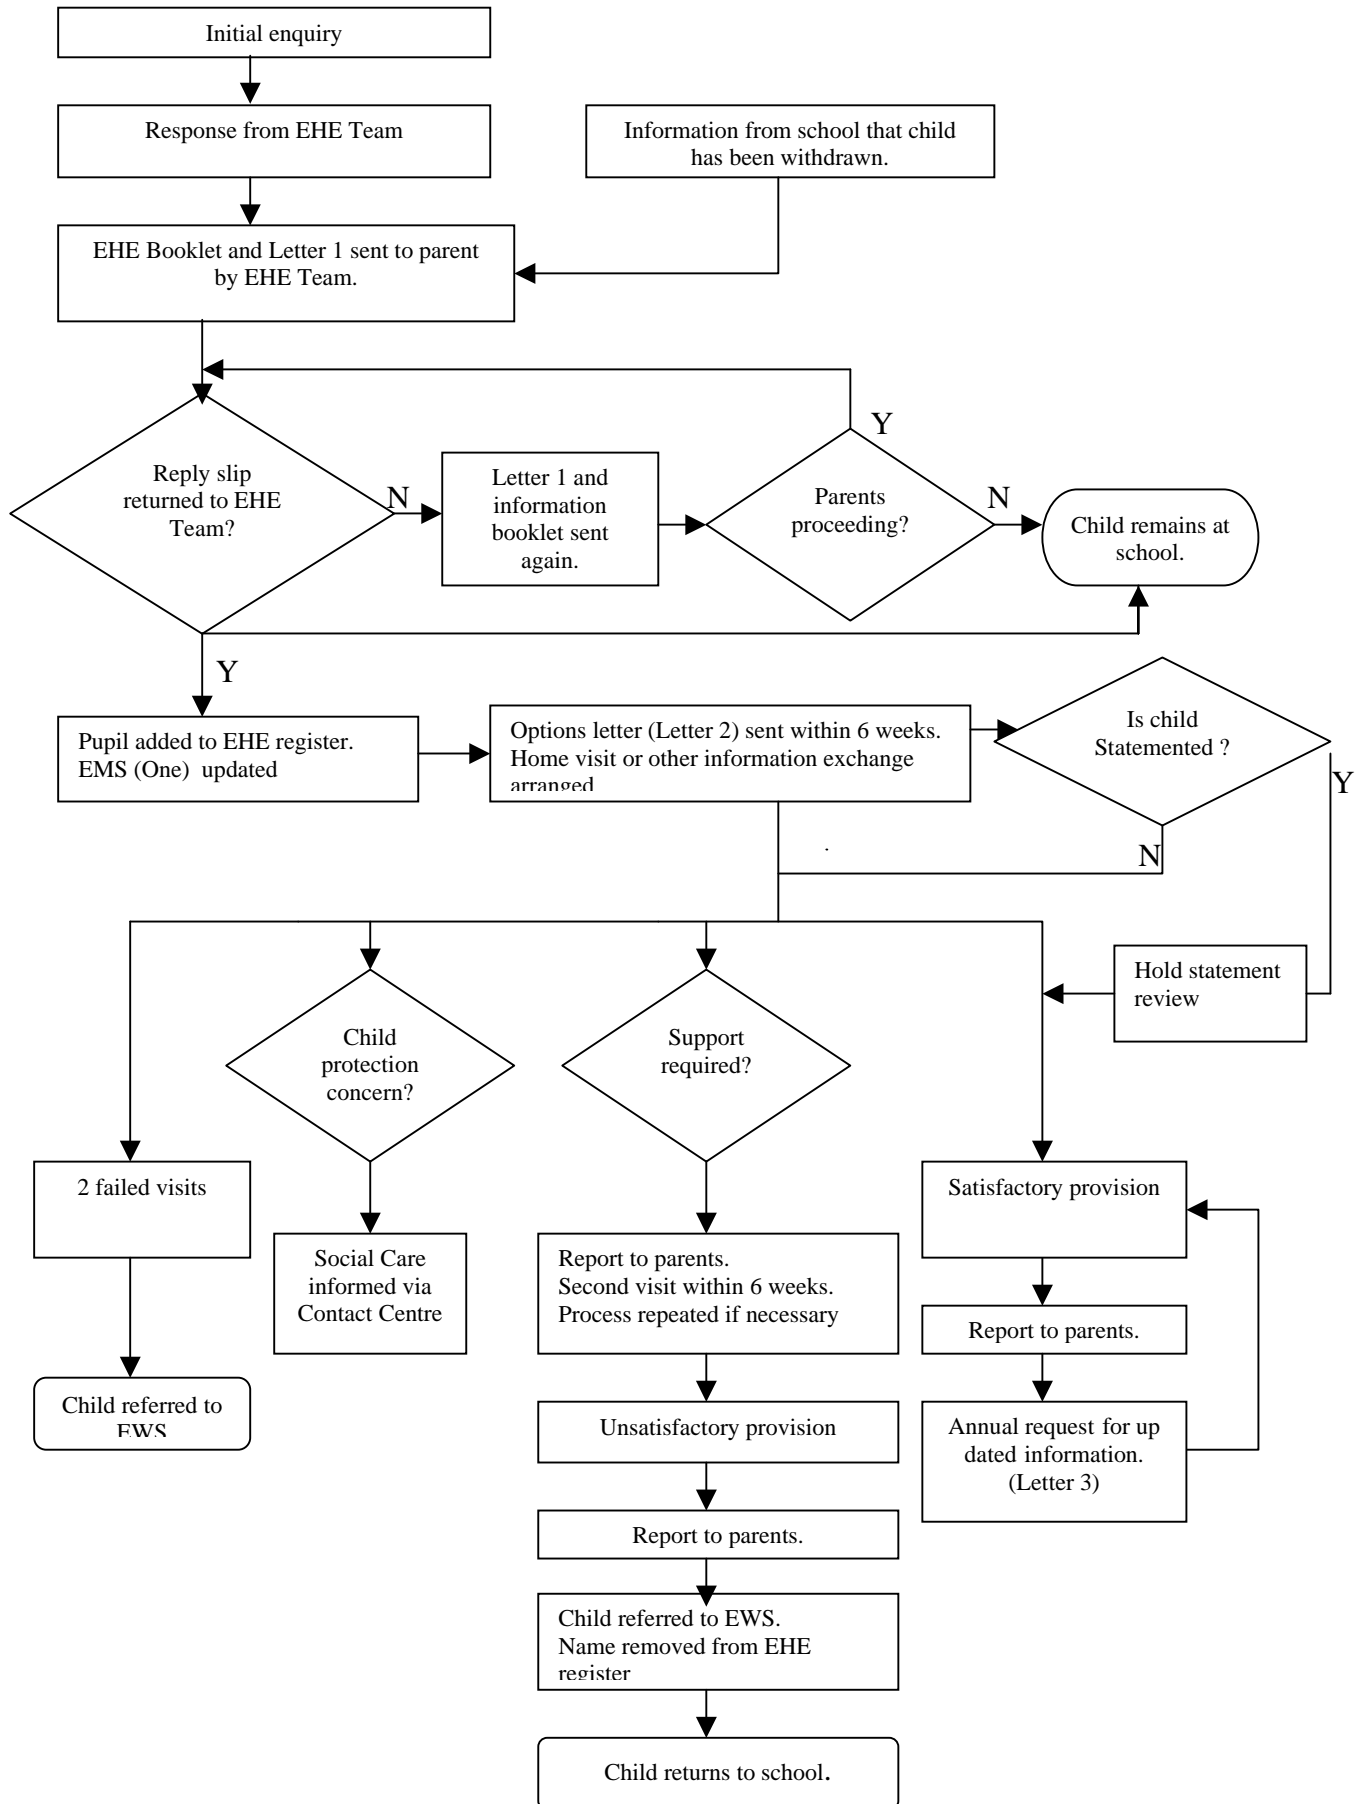 Initial enquiry
Response from EHE Team
Information from school that child
has been withdrawn.
EHE Booklet and Letter 1 sent to parent
by EHE Team.
Reply slip
returned to EHE
Team?
N
Letter 1 and
information
booklet sent
again.
Parents
proceeding?
Y
N
Child remains at
school.
Y
Pupil added to EHE register.
EMS (One)  updated
Options letter (Letter 2) sent within 6 weeks.
Home visit or other information exchange
arranged
Is child
Statemented ?
Y
N
.
Hold statement
review
Child
protection
concern?
Support
required?
2 failed visits
Satisfactory provision
Social Care
informed via
Contact Centre
Report to parents.
Second visit within 6 weeks.
Process repeated if necessary
Report to parents.
Child referred to
EWS
Unsatisfactory provision
Annual request for up
dated information.
(Letter 3)
Report to parents.
Child referred to EWS.
Name removed from EHE
register
Child returns to school.